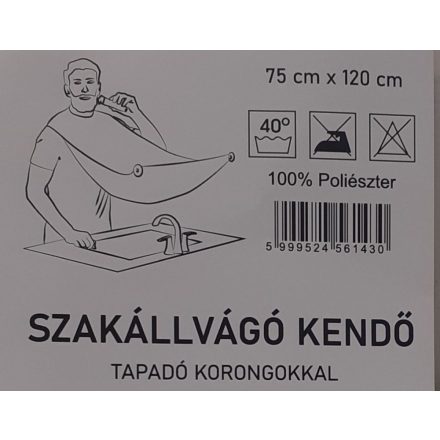 75 cm x 120 cm
40°
100% Poliészter
5 999524 561430
SZAKÁLLVÁGÓ KENDŐ
TAPADÓ KORONGOKKAL